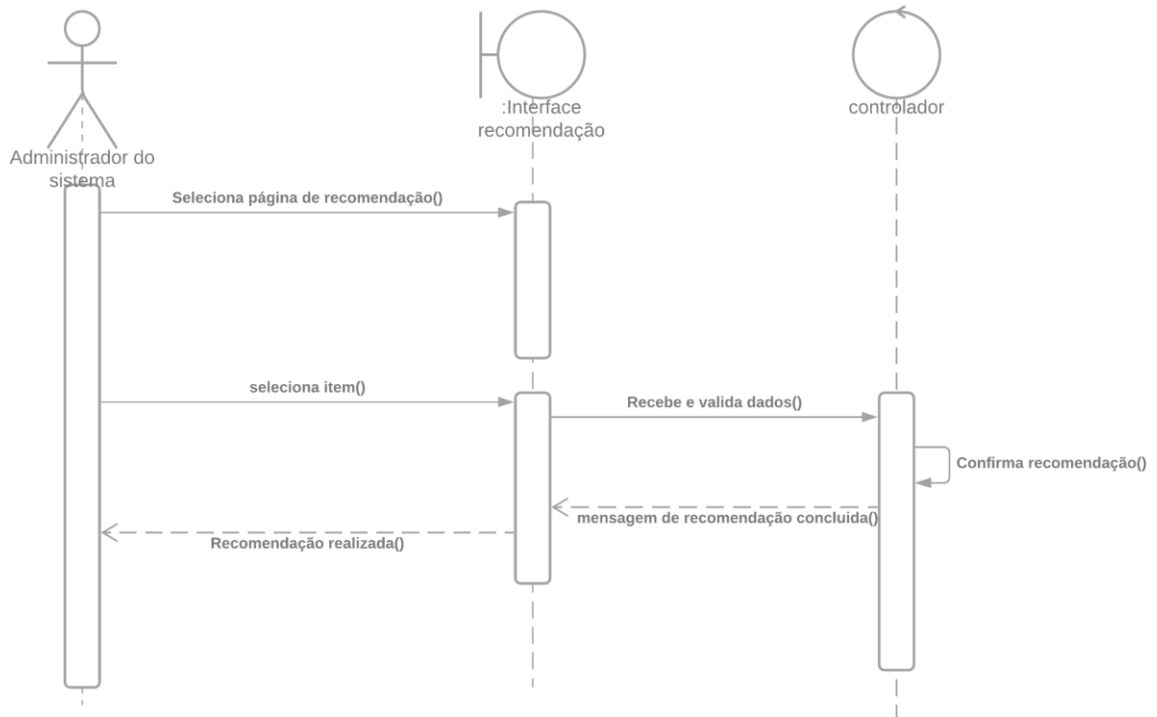 :Interface
recomendação
controlador
Administrador do
sistema
Seleciona página de recomendação()
seleciona item()
Recebe e valida dados()
Confirma recomendação()
mensagem de recomendação concluida()
Recomendação realizada()